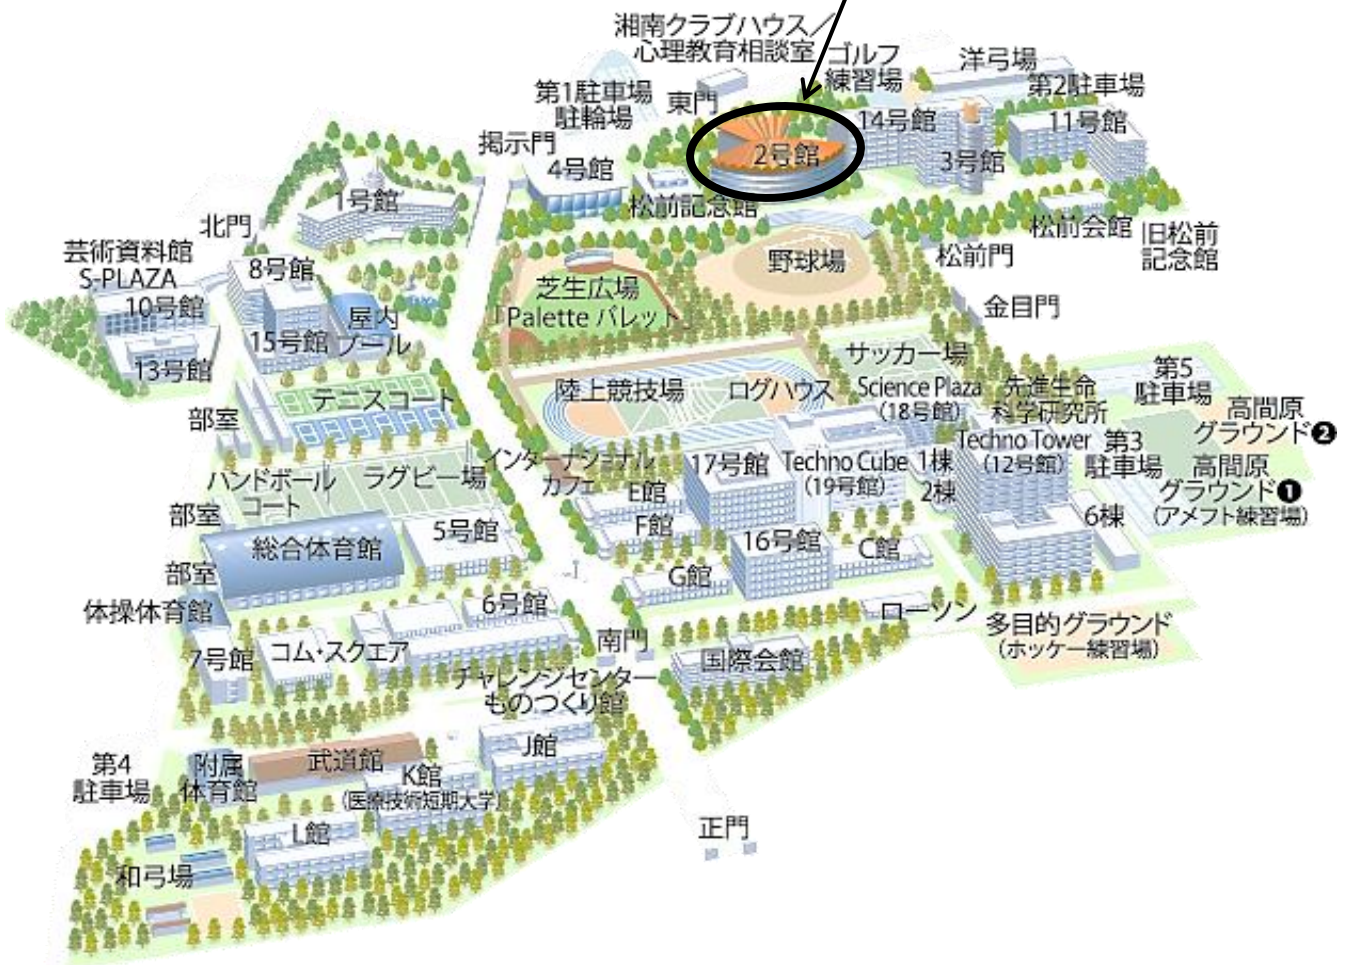 湘南クラブハウス／
心理教育相談室
ゴルフ
練習場
洋弓場
第2駐車場
第1駐車場
駐輪場
東門
14号館
11号館
掲示門
4号館
2号館
3号館
1号館
松前記念館
北門
松前会館
旧松前
記念館
松前門
芸術資料館
S-PLAZA
10号館
8号館
野球場
芝生広場
「Palette パレット」
金目門
15号館
屋内
プール
13号館
サッカー場
第5
駐車場
テニスコート
陸上競技場
ログハウス
Science Plaza
（18号館）
先進生命
科学研究所
高間原
グラウンド❷
部室
Techno Tower
（12号館）
第3
駐車場
インターナショナル
カフェ
17号館
Techno Cube
（19号館）
1棟
2棟
高間原
グラウンド❶
（アメフト練習場）
ハンドボール
コート
ラグビー場
E館
F館
部室
5号館
6棟
総合体育館
16号館
C館
部室
G館
体操体育館
6号館
ローソン
多目的グラウンド
（ホッケー練習場）
7号館
コム・スクエア
南門
国際会館
チャレンジセンター
ものつくり館
J館
第4
駐車場
附属
体育館
武道館
K館
（医療技術短期大学）
L館
正門
和弓場